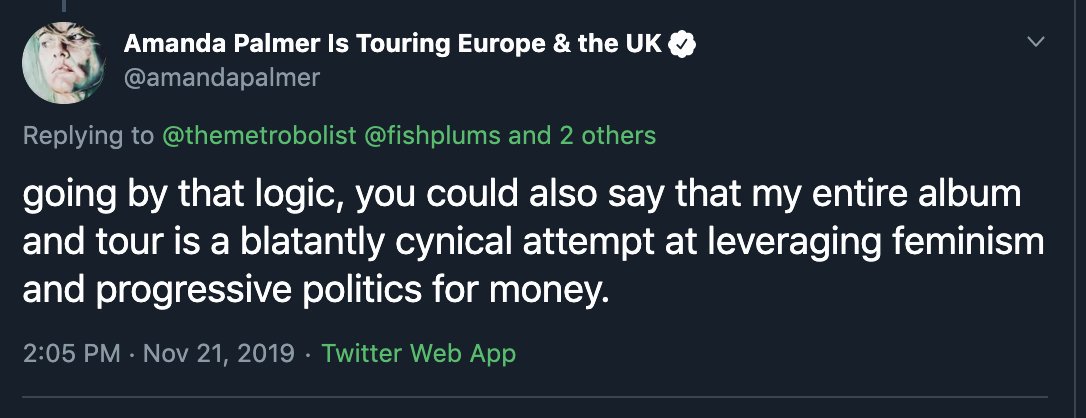 Amanda Palmer Is Touring Europe & the UK
@amandapalmer
Replying to @themetrobolist @fishplums and 2 others
going by that logic, you could also say that my entire album
and tour is a blatantly cynical attempt at leveraging feminism
and progressive politics for money.
2:05 PM · Nov 21, 2019 · Twitter Web App